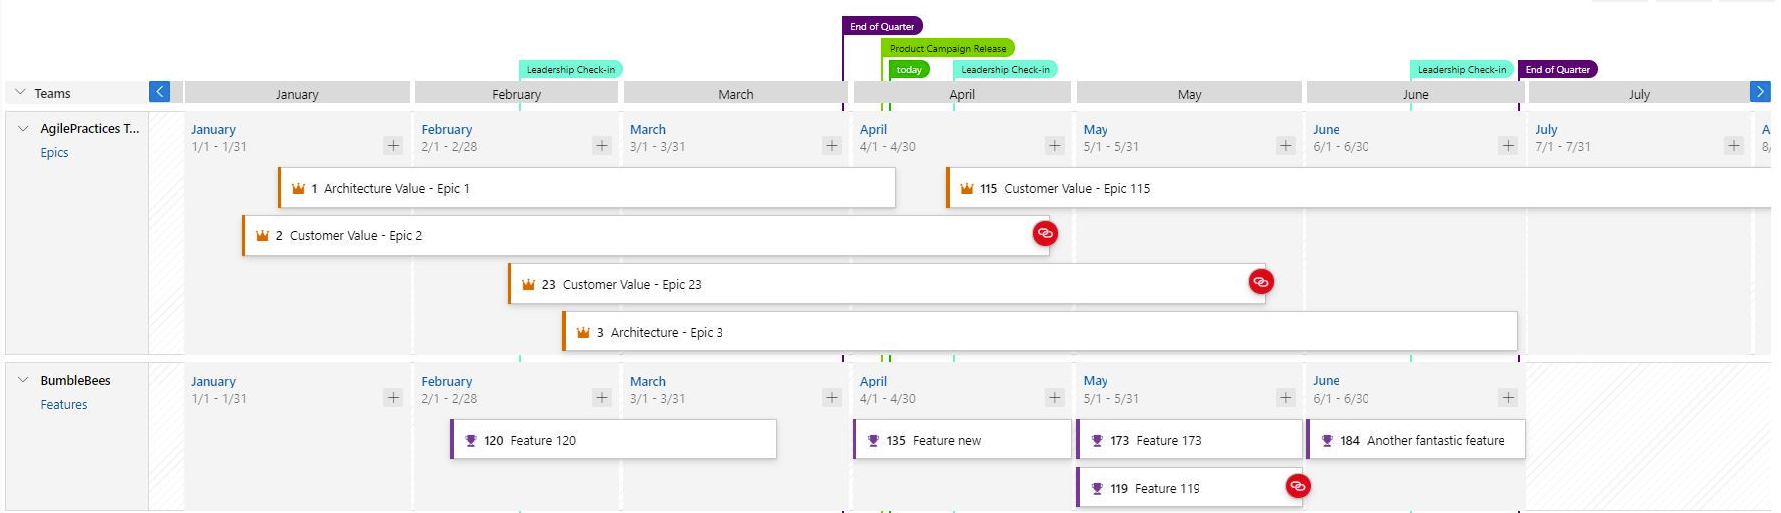 End of Quarter
Product Campaign Release
Leadership Check-in
today
Leadership Check-in
Leadership Check-in
End of Quarter
Teams
January
February
March
April
May
June
July
AgilePractices T...
Epics
January
1/1 - 1/31
February
2/1 - 2/28
March
3/1 - 3/31
April
4/1 - 4/30
May
5/1 - 5/31
June
6/1 - 6/30
July
7/1 - 7/31
A
8/
1 Architecture Value - Epic 1
115 Customer Value - Epic 115
2 Customer Value - Epic 2
23 Customer Value - Epic 23
3 Architecture - Epic 3
BumbleBees
Features
January
1/1 - 1/31
February
2/1 - 2/28
March
3/1 - 3/31
April
4/1 - 4/30
May
5/1 - 5/31
June
6/1 - 6/30
120 Feature 120
135 Feature new
173 Feature 173
184 Another fantastic feature
119 Feature 119